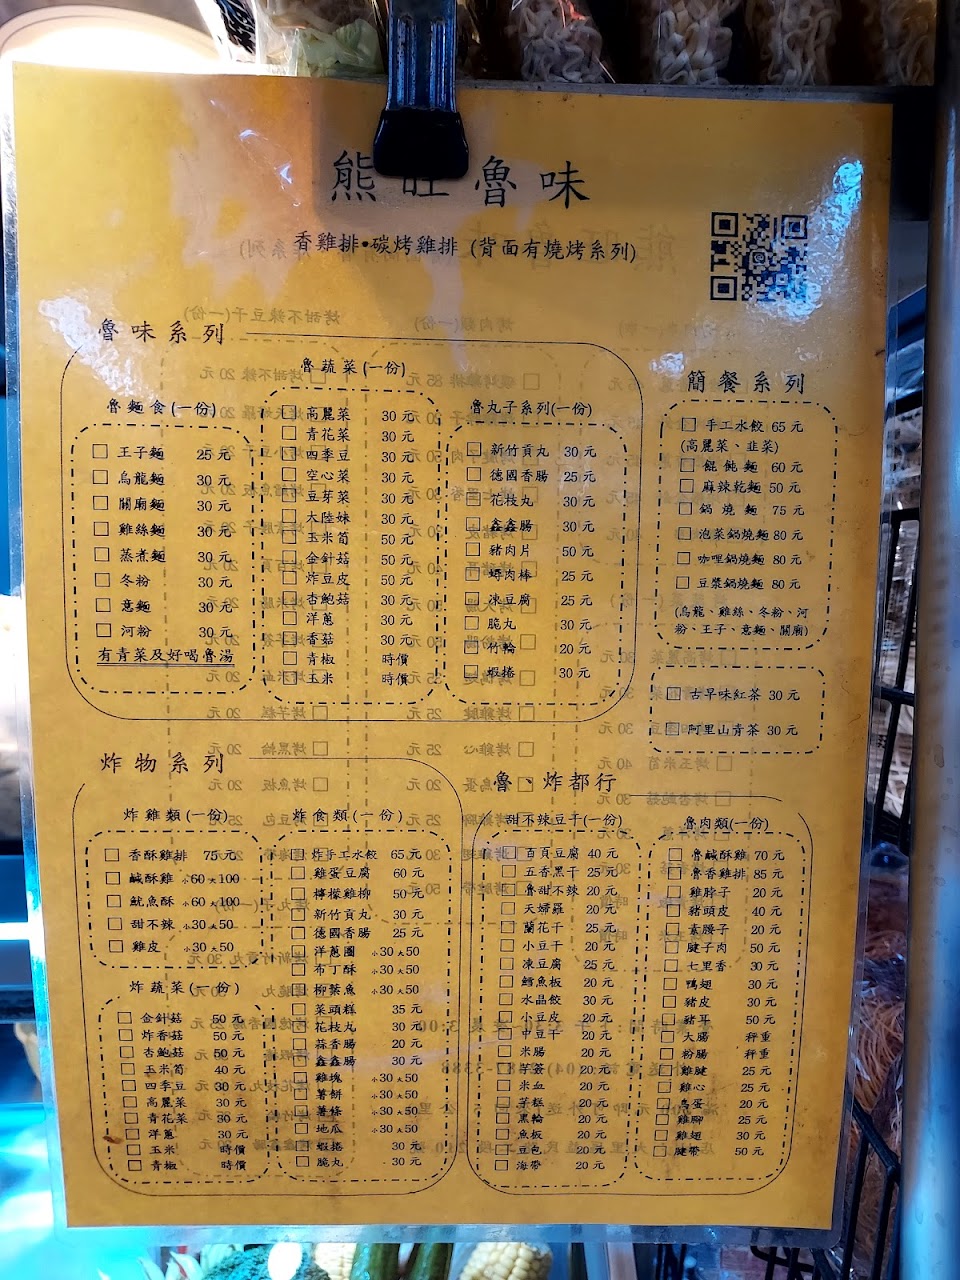 熊旺魯味
香雞排•碳烤雞排 (背面有燒烤系列)
魯味系列
魯麵食(一份)
王子麵 25元
烏龍麵 30元
關廟麵 30元
雞絲麵 30元
蒸煮麵 30元
冬粉 30元
意麵 30元
河粉 30元
有青菜及好喝魯湯
魯蔬菜(一份)
高麗菜 30元
青花菜 30元
四季豆 30元
空心菜 30元
豆芽菜 30元
大陸妹 30元
玉米筍 50元
金針菇 50元
炸豆皮 50元
杏鮑菇 30元
洋蔥 30元
香菇 30元
青椒 時價
玉米 時價
魯丸子系列(一份)
新竹貢丸 30元
德國香腸 25元
花枝丸 30元
鑫鑫腸 30元
豬肉片 50元
蟳肉棒 25元
凍豆腐 25元
脆丸 30元
竹輪 20元
蝦捲 30元
簡餐系列
手工水餃 65元
(高麗菜、韭菜)
餛飩麵 60元
麻辣乾麵 50元
鍋燒麵 75元
泡菜鍋燒麵 80元
咖哩鍋燒麵 80元
豆漿鍋燒麵 80元
(烏龍、雞絲、冬粉、河
粉、王子、意麵、關廟)
古早味紅茶 30元
阿里山青茶 30元
炸物系列
炸雞類(一份)
香酥雞排 75元
鹹酥雞 小60大100
魷魚酥 小60大100
甜不辣 小30大50
雞皮 小30大50
炸蔬菜(一份)
金針菇 50元
炸香菇 50元
杏鮑菇 50元
玉米筍 40元
四季豆 30元
高麗菜 30元
青花菜 30元
洋蔥 30元
玉米 時價
青椒 時價
炸食類(一份)
炸手工水餃 65元
雞蛋豆腐 60元
檸檬雞柳 50元
新竹貢丸 30元
德國香腸 25元
洋蔥圈 小30大50
布丁酥 小30大50
柳葉魚 小30大50
菜頭粿 35元
花枝丸 30元
蒜香腸 20元
鑫鑫腸 30元
雞塊 小30大50
薯餅 小30大50
薯條 小30大50
地瓜 小30大50
蝦捲 30元
脆丸 30元
魯、炸都行
甜不辣豆干(一份)
百頁豆腐 40元
五香黑干 25元
魯甜不辣 20元
天婦羅 20元
蘭花干 25元
小豆干 20元
凍豆腐 25元
鱈魚板 20元
水晶餃 30元
小豆皮 20元
中豆干 20元
米腸 20元
芋簽 20元
米血 20元
芋粿 20元
黑輪 20元
魚板 20元
豆包 20元
海帶 20元
魯肉類(一份)
魯鹹酥雞 70元
魯香雞排 85元
雞脖子 20元
豬頭皮 40元
素腰子 20元
腱子肉 50元
七里香 30元
鴨翅 30元
豬皮 30元
豬耳 50元
大腸 秤重
粉腸 秤重
雞腱 25元
雞心 25元
鳥蛋 20元
雞腳 25元
雞翅 30元
腱帶 50元